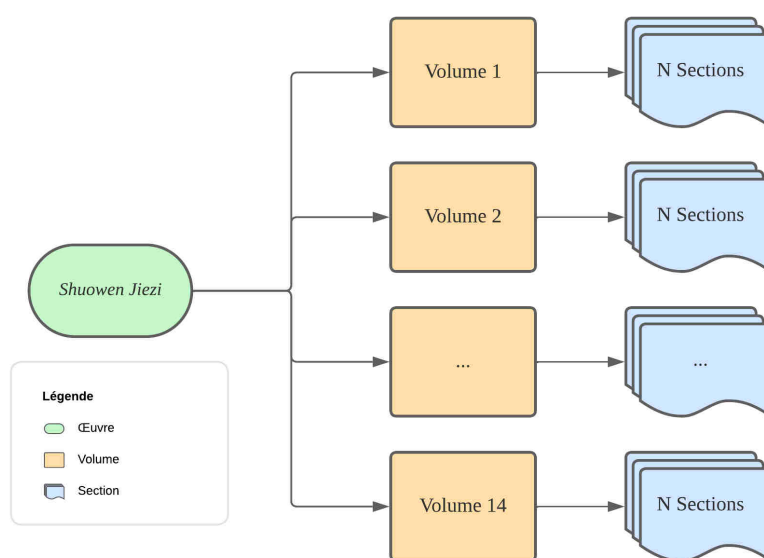 Volume 1
N Sections
Volume 2
N Sections
Shuowen Jiezi
...
...
Légende
Œuvre
Volume
Section
Volume 14
N Sections